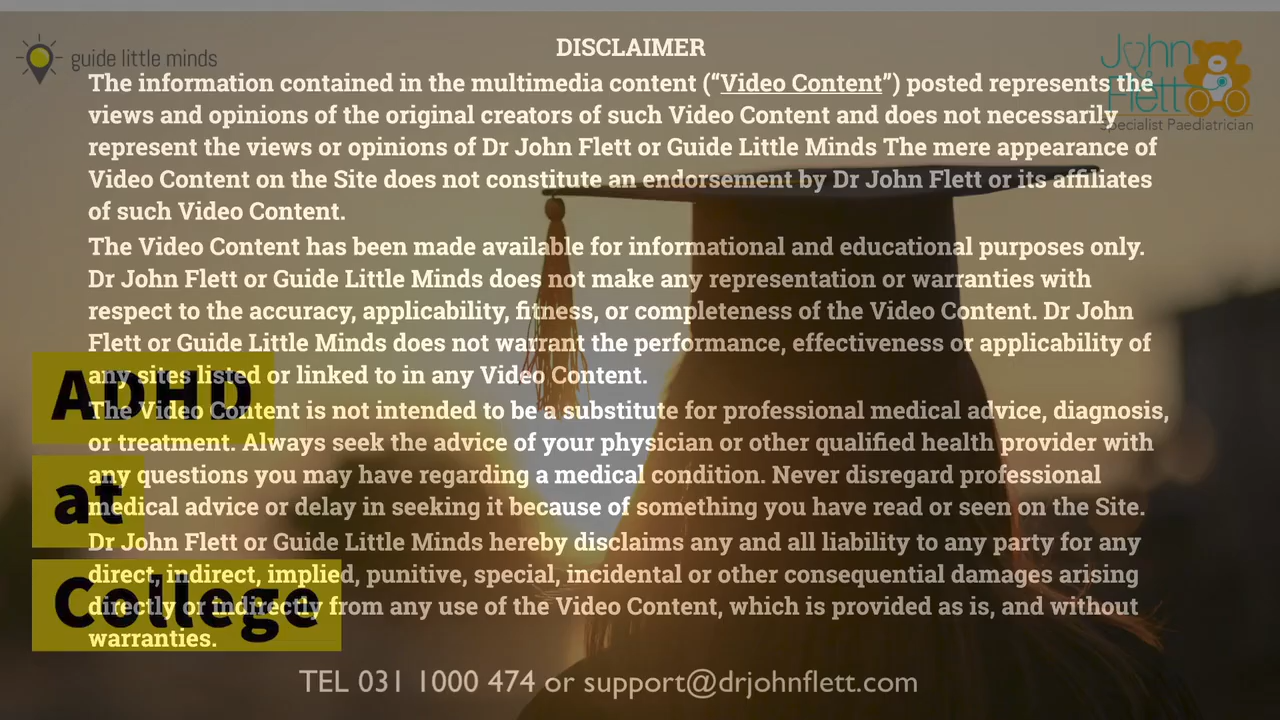 guide little minds
John
Flett
Specialist Paediatrician
DISCLAIMER
The information contained in the multimedia content (“Video Content”) posted represents the
views and opinions of the original creators of such Video Content and does not necessarily
represent the views or opinions of Dr John Flett or Guide Little Minds The mere appearance of
Video Content on the Site does not constitute an endorsement by Dr John Flett or its affiliates
of such Video Content.
The Video Content has been made available for informational and educational purposes only.
Dr John Flett or Guide Little Minds does not make any representation or warranties with
respect to the accuracy, applicability, fitness, or completeness of the Video Content. Dr John
Flett or Guide Little Minds does not warrant the performance, effectiveness or applicability of
any sites listed or linked to in any Video Content.
The Video Content is not intended to be a substitute for professional medical advice, diagnosis,
or treatment. Always seek the advice of your physician or other qualified health provider with
any questions you may have regarding a medical condition. Never disregard professional
medical advice or delay in seeking it because of something you have read or seen on the Site.
Dr John Flett or Guide Little Minds hereby disclaims any and all liability to any party for any
direct, indirect, implied, punitive, special, incidental or other consequential damages arising
directly or indirectly from any use of the Video Content, which is provided as is, and without
warranties.
ADHD
at
College
TEL 031 1000 474 or support@drjohnflett.com